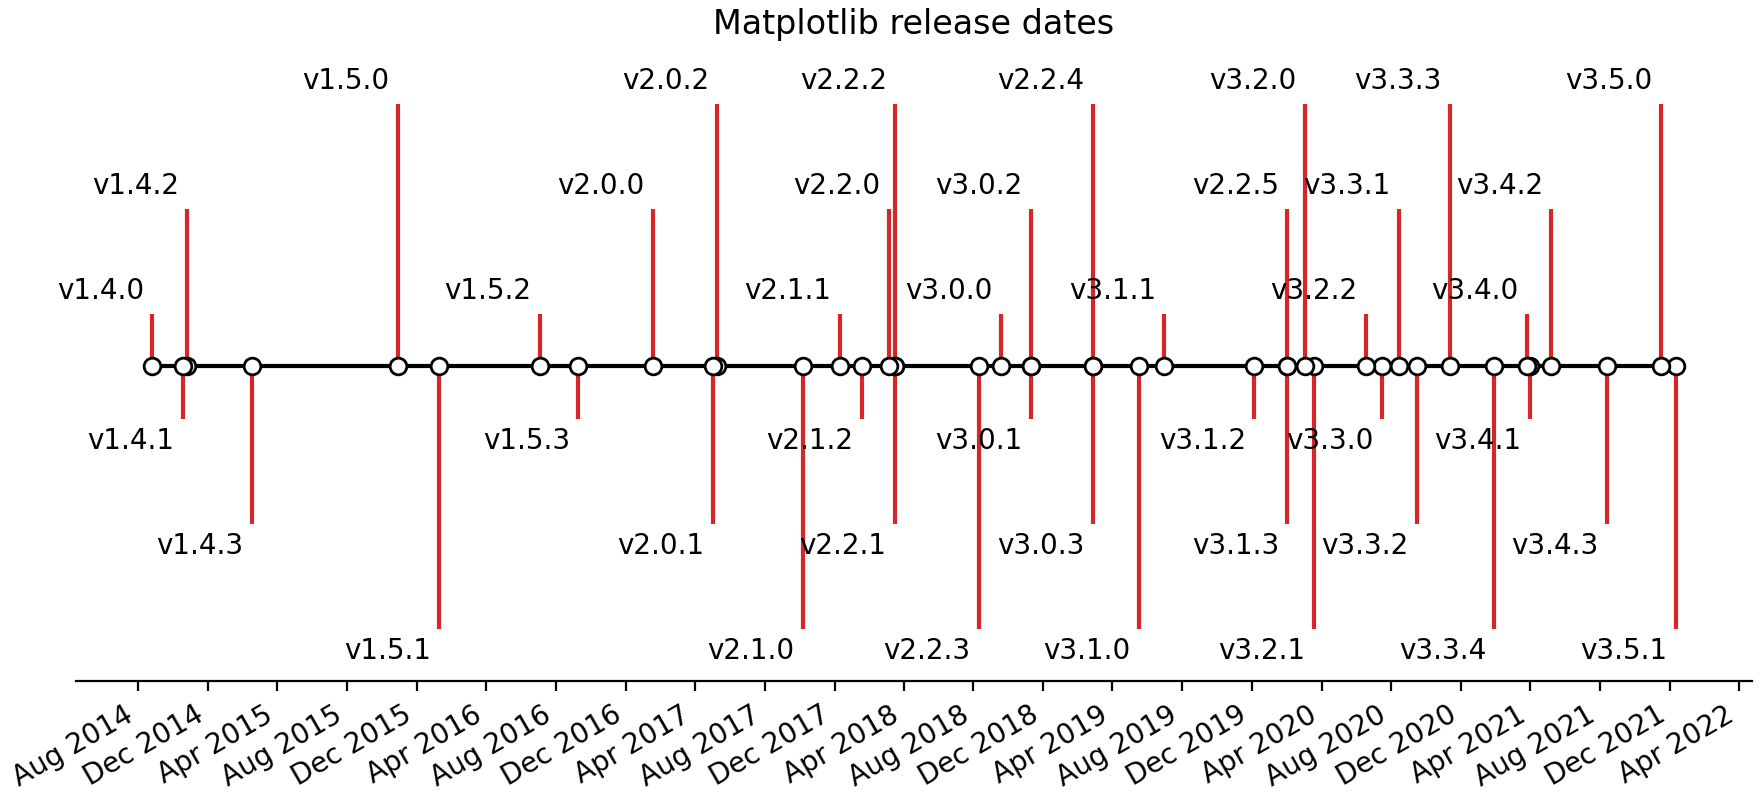 Matplotlib release dates
v1.5.0 v2.0.2 v2.2.2 v2.2.4 v3.2.0 v3.3.3 v3.5.0
v1.4.2 v2.0.0 v2.2.0 v3.0.2 v2.2.5 v3.3.1 v3.4.2
v1.4.0 v1.5.2 v2.1.1 v3.0.0 v3.1.1 v3.2.2 v3.4.0
v1.4.1 v1.5.3 v2.1.2 v3.0.1 v3.1.2 v3.3.0 v3.4.1
v1.4.3 v2.0.1 v2.2.1 v3.0.3 v3.1.3 v3.3.2 v3.4.3
v1.5.1 v2.1.0 v2.2.3 v3.1.0 v3.2.1 v3.3.4 v3.5.1
Aug 2014 Dec 2014 Apr 2015 Aug 2015 Dec 2015 Apr 2016 Aug 2016 Dec 2016 Apr 2017 Aug 2017 Dec 2017 Apr 2018 Aug 2018 Dec 2018 Apr 2019 Aug 2019 Dec 2019 Apr 2020 Aug 2020 Dec 2020 Apr 2021 Aug 2021 Dec 2021 Apr 2022